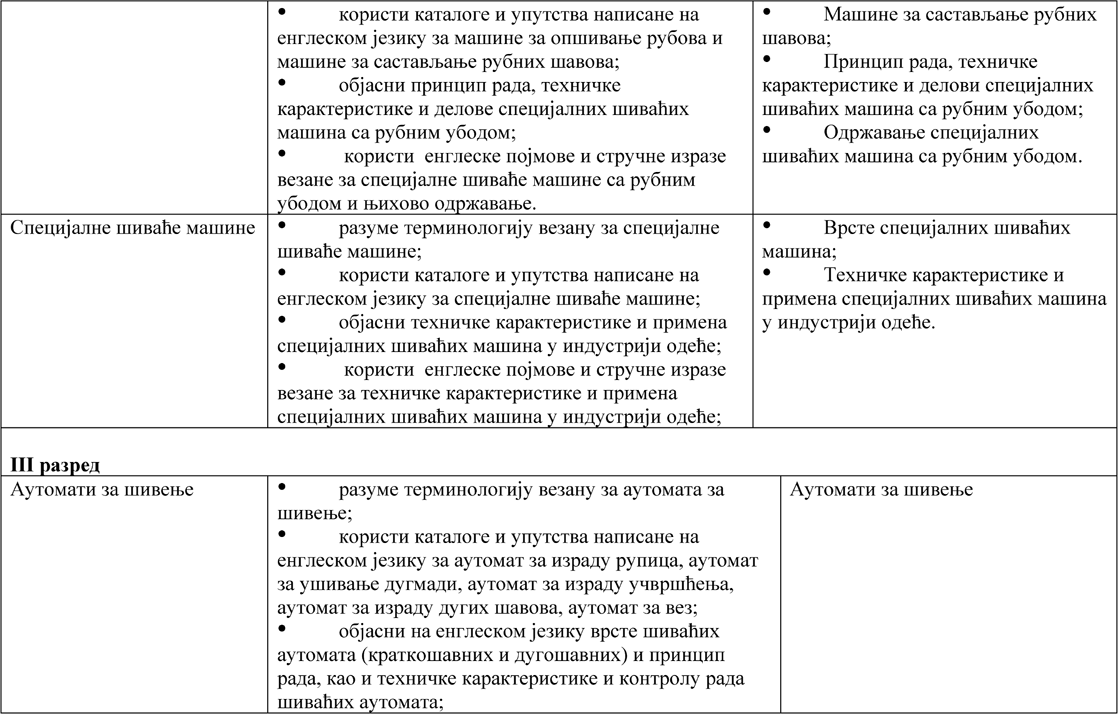 • користи каталоге и упутства написане на
енглеском језику за машине за опшивање рубова и
машине за састављање рубних шавова;
• објасни принцип рада, техничке
карактеристике и делове специјалних шиваћих
машина са рубним убодом;
• користи енглеске појмове и стручне изразе
везане за специјалне шиваће машине са рубним
убодом и њихово одржавање.
• Машине за састављање рубних
шавова;
• Принцип рада, техничке
карактеристике и делови специјалних
шиваћих машина са рубним убодом;
• Одржавање специјалних
шиваћих машина са рубним убодом.
Специјалне шиваће машине
• разуме терминологију везану за специјалне
шиваће машине;
• користи каталоге и упутства написане на
енглеском језику за специјалне шиваће машине;
• објасни техничке карактеристике и примена
специјалних шиваћих машина у индустрији одеће;
• користи енглеске појмове и стручне изразе
везане за техничке карактеристике и примена
специјалних шиваћих машина у индустрији одеће;
• Врсте специјалних шиваћих
машина;
• Техничке карактеристике и
примена специјалних шиваћих машина
у индустрији одеће.
III разред
Аутомати за шивење
• разуме терминологију везану за аутомата за
шивење;
• користи каталоге и упутства написане на
енглеском језику за аутомат за израду рупица, аутомат
за ушивање дугмади, аутомат за израду учвршћења,
аутомат за израду дугих шавова, аутомат за вез;
• објасни на енглеском језику врсте шиваћих
аутомата (краткошавних и дугошавних) и принцип
рада, као и техничке карактеристике и контролу рада
шиваћих аутомата;
Аутомати за шивење